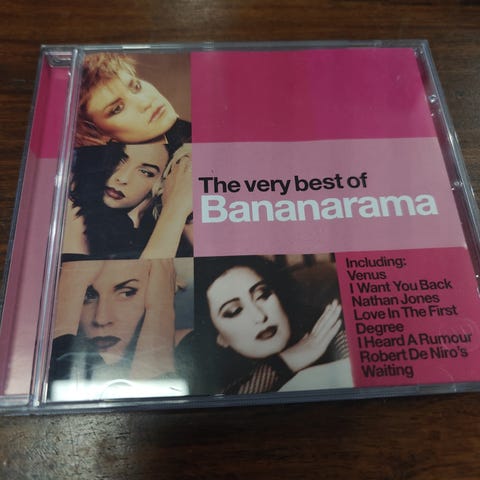 The very best of
Bananarama
Including:
Venus
I Want You Back
Nathan Jones
Love In The First
Degree
I Heard A Rumour
Robert De Niro's
Waiting